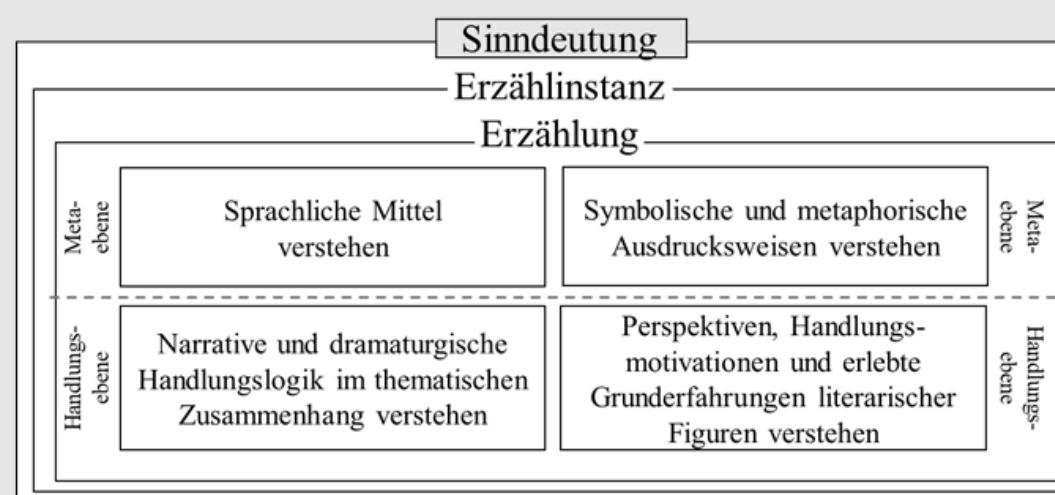 Sinndeutung
Erzählinstanz
Erzählung
Meta-
ebene
Sprachliche Mittel
verstehen
Symbolische und metaphorische
Ausdrucksweisen verstehen
Meta-
ebene
Handlungs-
ebene
Narrative und dramaturgische
Handlungslogik im thematischen
Zusammenhang verstehen
Perspektiven, Handlungs-
motivationen und erlebte
Grunderfahrungen literarischer
Figuren verstehen
Handlungs-
ebene